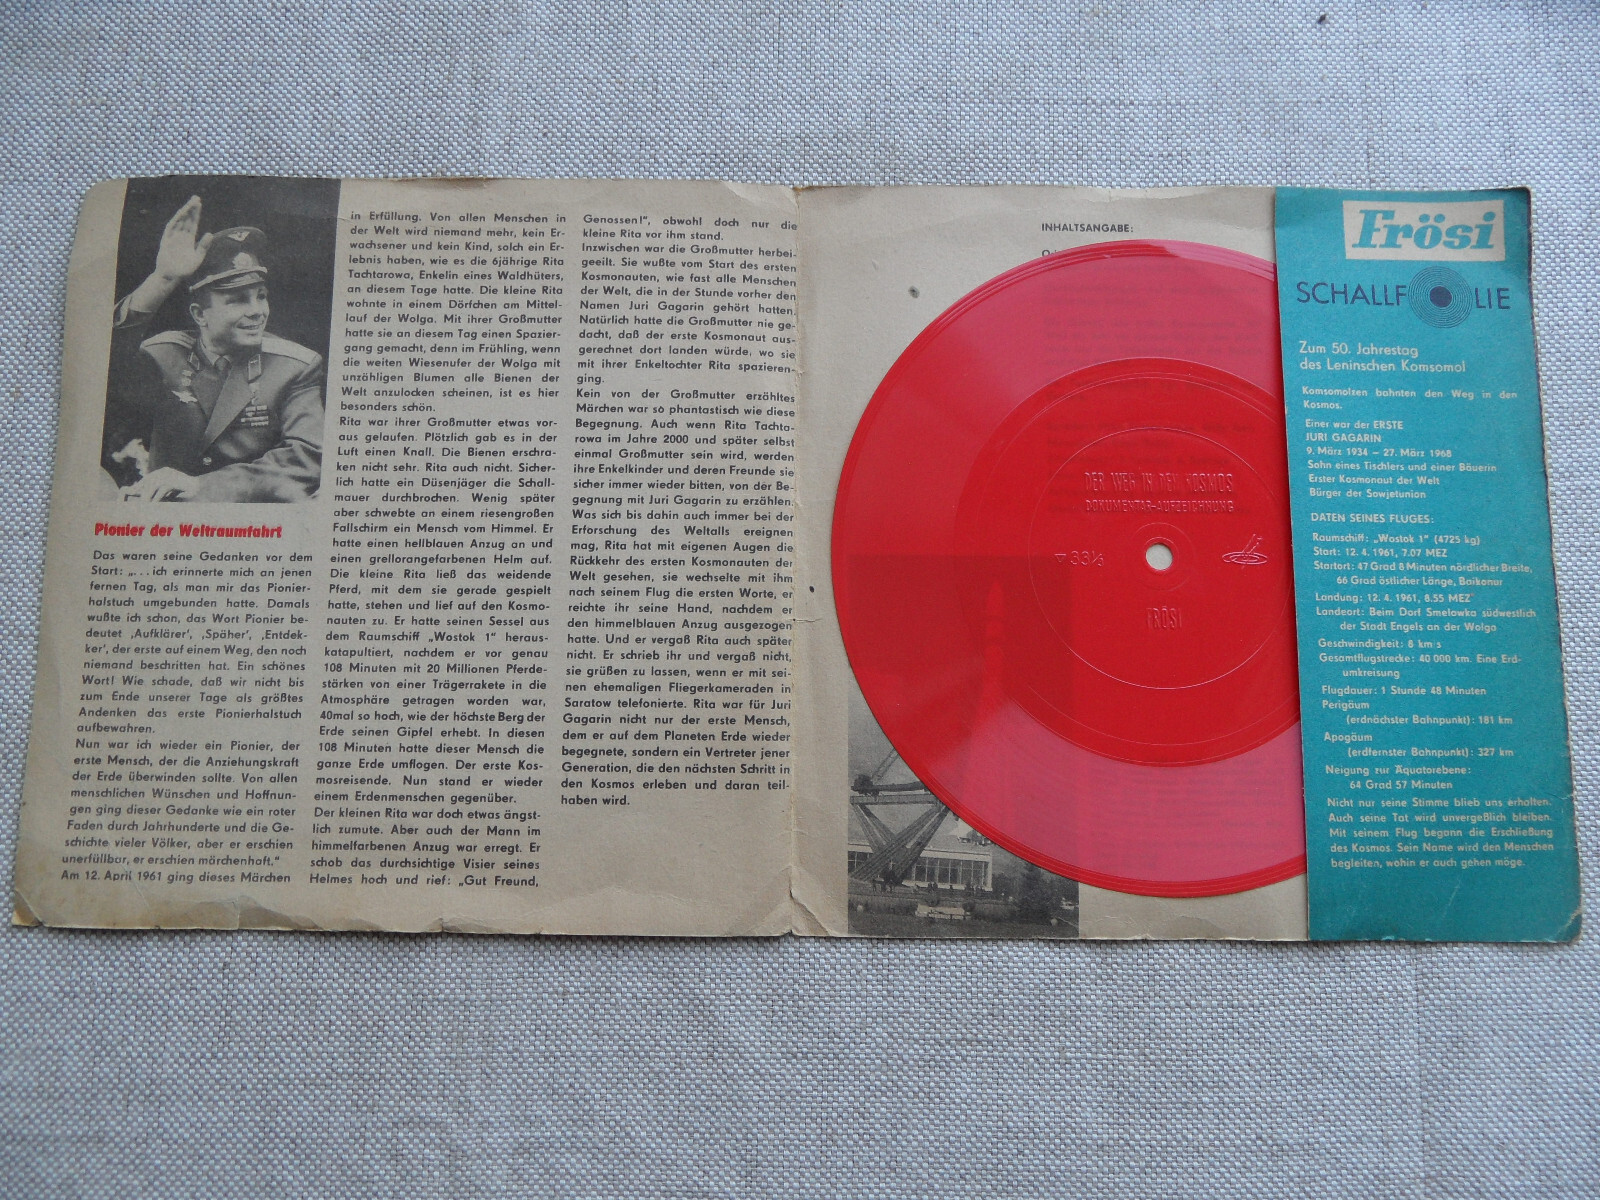 Pionier der Weltraumfahrt
Das waren seine Gedanken vor dem
Start: „. . . ich erinnerte mich an jenen
fernen Tag, als man mir das Pionier-
halstuch umgebunden hatte. Damals
wußte ich schon, das Wort Pionier be-
deutet ‚Aufklärer', ‚Späher', ‚Entdek-
ker', der erste auf einem Weg, den noch
niemand beschritten hat. Ein schönes
Wort! Wie schade, daß wir nicht bis
zum Ende unserer Tage als größtes
Andenken das erste Pionierhalstuch
aufbewahren.
Nun war ich wieder ein Pionier, der
erste Mensch, der die Anziehungskraft
der Erde überwinden sollte. Von allen
menschlichen Wünschen und Hoffnun-
gen ging dieser Gedanke wie ein roter
Faden durch Jahrhunderte und die Ge-
schichte vieler Völker, aber er erschien
unerfüllbar, er erschien märchenhaft."
Am 12. April 1961 ging dieses Märchen
in Erfüllung. Von allen Menschen in
der Welt wird niemand mehr, kein Er-
wachsener und kein Kind, solch ein Er-
lebnis haben, wie es die 6jährige Rita
Tachtarowa, Enkelin eines Waldhüters,
an diesem Tage hatte. Die kleine Rita
wohnte in einem Dörfchen am Mittel-
lauf der Wolga. Mit ihrer Großmutter
hatte sie an diesem Tag einen Spazier-
gang gemacht, denn im Frühling, wenn
die weiten Wiesenufer der Wolga mit
unzähligen Blumen alle Bienen der
Welt anzulocken scheinen, ist es hier
besonders schön.
Rita war ihrer Großmutter etwas vor-
aus gelaufen. Plötzlich gab es in der
Luft einen Knall. Die Bienen erschra-
ken nicht sehr. Rita auch nicht. Sicher-
lich hatte ein Düsenjäger die Schall-
mauer durchbrochen. Wenig später
aber schwebte an einem riesengroßen
Fallschirm ein Mensch vom Himmel. Er
hatte einen hellblauen Anzug an und
einen grellorangefarbenen Helm auf.
Die kleine Rita ließ das weidende
Pferd, mit dem sie gerade gespielt
hatte, stehen und lief auf den Kosmo-
nauten zu. Er hatte seinen Sessel aus
dem Raumschiff „Wostok 1" heraus-
katapultiert, nachdem er vor genau
108 Minuten mit 20 Millionen Pferde-
stärken von einer Trägerrakete in die
Atmosphäre getragen worden war,
40mal so hoch, wie der höchste Berg der
Erde seinen Gipfel erhebt. In diesen
108 Minuten hatte dieser Mensch die
ganze Erde umflogen. Der erste Kos-
mosreisende. Nun stand er wieder
einem Erdenmenschen gegenüber.
Der kleinen Rita war doch etwas ängst-
lich zumute. Aber auch der Mann im
himmelfarbenen Anzug war erregt. Er
schob das durchsichtige Visier seines
Helmes hoch und rief: „Gut Freund,
Genossen!", obwohl doch nur die
kleine Rita vor ihm stand.
Inzwischen war die Großmutter herbei-
geeilt. Sie wußte vom Start des ersten
Kosmonauten, wie fast alle Menschen
der Welt, die in der Stunde vorher den
Namen Juri Gagarin gehört hatten.
Natürlich hatte die Großmutter nie ge-
dacht, daß der erste Kosmonaut aus-
gerechnet dort landen würde, wo sie
mit ihrer Enkeltochter Rita spazieren-
ging.
Kein von der Großmutter erzähltes
Märchen war so phantastisch wie diese
Begegnung. Auch wenn Rita Tachta-
rowa im Jahre 2000 und später selbst
einmal Großmutter sein wird, werden
ihre Enkelkinder und deren Freunde sie
sicher immer wieder bitten, von der Be-
gegnung mit Juri Gagarin zu erzählen.
Was sich bis dahin auch immer bei der
Erforschung des Weltalls ereignen
mag, Rita hat mit eigenen Augen die
Rückkehr des ersten Kosmonauten der
Welt gesehen, sie wechselte mit ihm
nach seinem Flug die ersten Worte, er
reichte ihr seine Hand, nachdem er
den himmelblauen Anzug ausgezogen
hatte. Und er vergaß Rita auch später
nicht. Er schrieb ihr und vergaß nicht,
sie grüßen zu lassen, wenn er mit sei-
nen ehemaligen Fliegerkameraden in
Saratow telefonierte. Rita war für Juri
Gagarin nicht nur der erste Mensch,
dem er auf dem Planeten Erde wieder
begegnete, sondern ein Vertreter jener
Generation, die den nächsten Schritt in
den Kosmos erleben und daran teil-
haben wird.
INHALTSANGABE:
DER WEG IN DEN KOSMOS
DOKUMENTAR-AUFZEICHNUNG
▽ 33⅓
FRÖSI
Frösi
SCHALLFOLIE
Zum 50. Jahrestag
des Leninschen Komsomol
Komsomolzen bahnten den Weg in den
Kosmos.
Einer war der ERSTE
JURI GAGARIN
9. März 1934 – 27. März 1968
Sohn eines Tischlers und einer Bäuerin
Erster Kosmonaut der Welt
Bürger der Sowjetunion
DATEN SEINES FLUGES:
Raumschiff: „Wostok 1" (4725 kg)
Start: 12. 4. 1961, 7.07 MEZ
Startort: 47 Grad 8 Minuten nördlicher Breite,
66 Grad östlicher Länge, Baikonur
Landung: 12. 4. 1961, 8.55 MEZ
Landeort: Beim Dorf Smelowka südwestlich
der Stadt Engels an der Wolga
Geschwindigkeit: 8 km s
Gesamtflugstrecke: 40 000 km. Eine Erd-
umkreisung
Flugdauer: 1 Stunde 48 Minuten
Perigäum
(erdnächster Bahnpunkt): 181 km
Apogäum
(erdfernster Bahnpunkt): 327 km
Neigung zur Äquatorebene:
64 Grad 57 Minuten
Nicht nur seine Stimme blieb uns erhalten.
Auch seine Tat wird unvergeßlich bleiben.
Mit seinem Flug begann die Erschließung
des Kosmos. Sein Name wird den Menschen
begleiten, wohin er auch gehen möge.